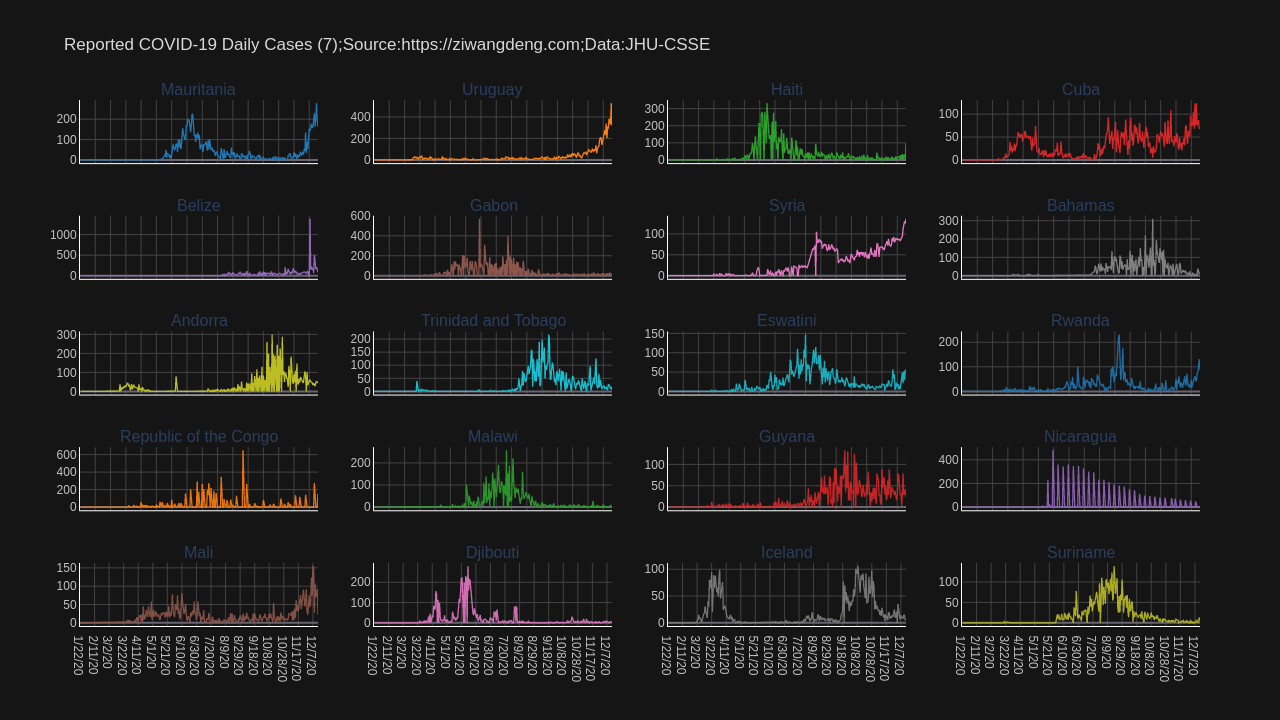 Reported COVID-19 Daily Cases (7);Source:https://ziwangdeng.com;Data:JHU-CSSE
Mauritania Uruguay Haiti Cuba
200 400 300 100
100 200 200 50
0 0 100 0
0
Belize Gabon Syria Bahamas
1000 600 100 300
500 400 50 200
0 200 0 100
0 0
Andorra Trinidad and Tobago Eswatini Rwanda
300 200 150 200
200 150 100 100
100 100 50 0
0 50 0
0
Republic of the Congo Malawi Guyana Nicaragua
600 200 100 400
400 100 50 200
200 0 0 0
0
Mali Djibouti Iceland Suriname
150 200 100 100
100 100 50 50
50 0 0 0
0
1/22/20 2/11/20 3/2/20 3/22/20 4/11/20 5/1/20 5/21/20 6/10/20 6/30/20 7/20/20 8/9/20 8/29/20 9/18/20 10/8/20 10/28/20 11/17/20 12/7/20
1/22/20 2/11/20 3/2/20 3/22/20 4/11/20 5/1/20 5/21/20 6/10/20 6/30/20 7/20/20 8/9/20 8/29/20 9/18/20 10/8/20 10/28/20 11/17/20 12/7/20
1/22/20 2/11/20 3/2/20 3/22/20 4/11/20 5/1/20 5/21/20 6/10/20 6/30/20 7/20/20 8/9/20 8/29/20 9/18/20 10/8/20 10/28/20 11/17/20 12/7/20
1/22/20 2/11/20 3/2/20 3/22/20 4/11/20 5/1/20 5/21/20 6/10/20 6/30/20 7/20/20 8/9/20 8/29/20 9/18/20 10/8/20 10/28/20 11/17/20 12/7/20